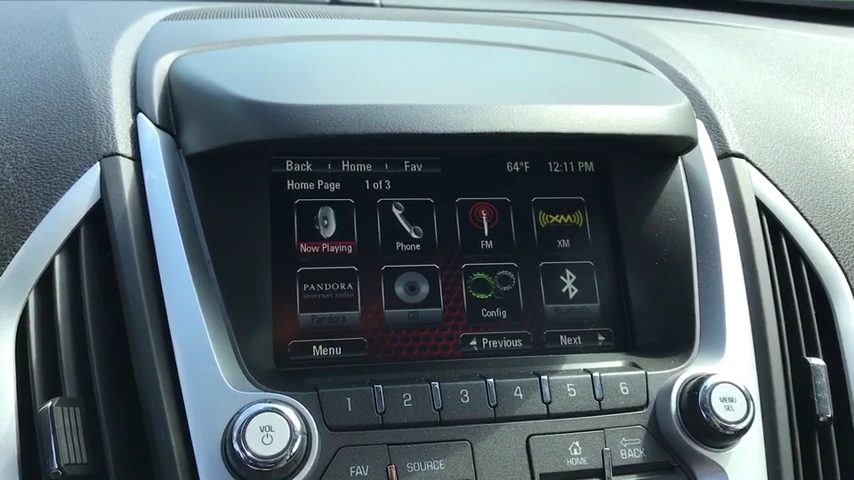 Back Home Fav 64°F 12:11 PM
Home Page 1 of 3
Now Playing Phone FM XM
XM
PANDORA
internet radio
Pandora CD Config Bluetooth
Menu Previous Next
1 2 3 4 5 6
VOL
MENU
SEL
FAV SOURCE HOME BACK